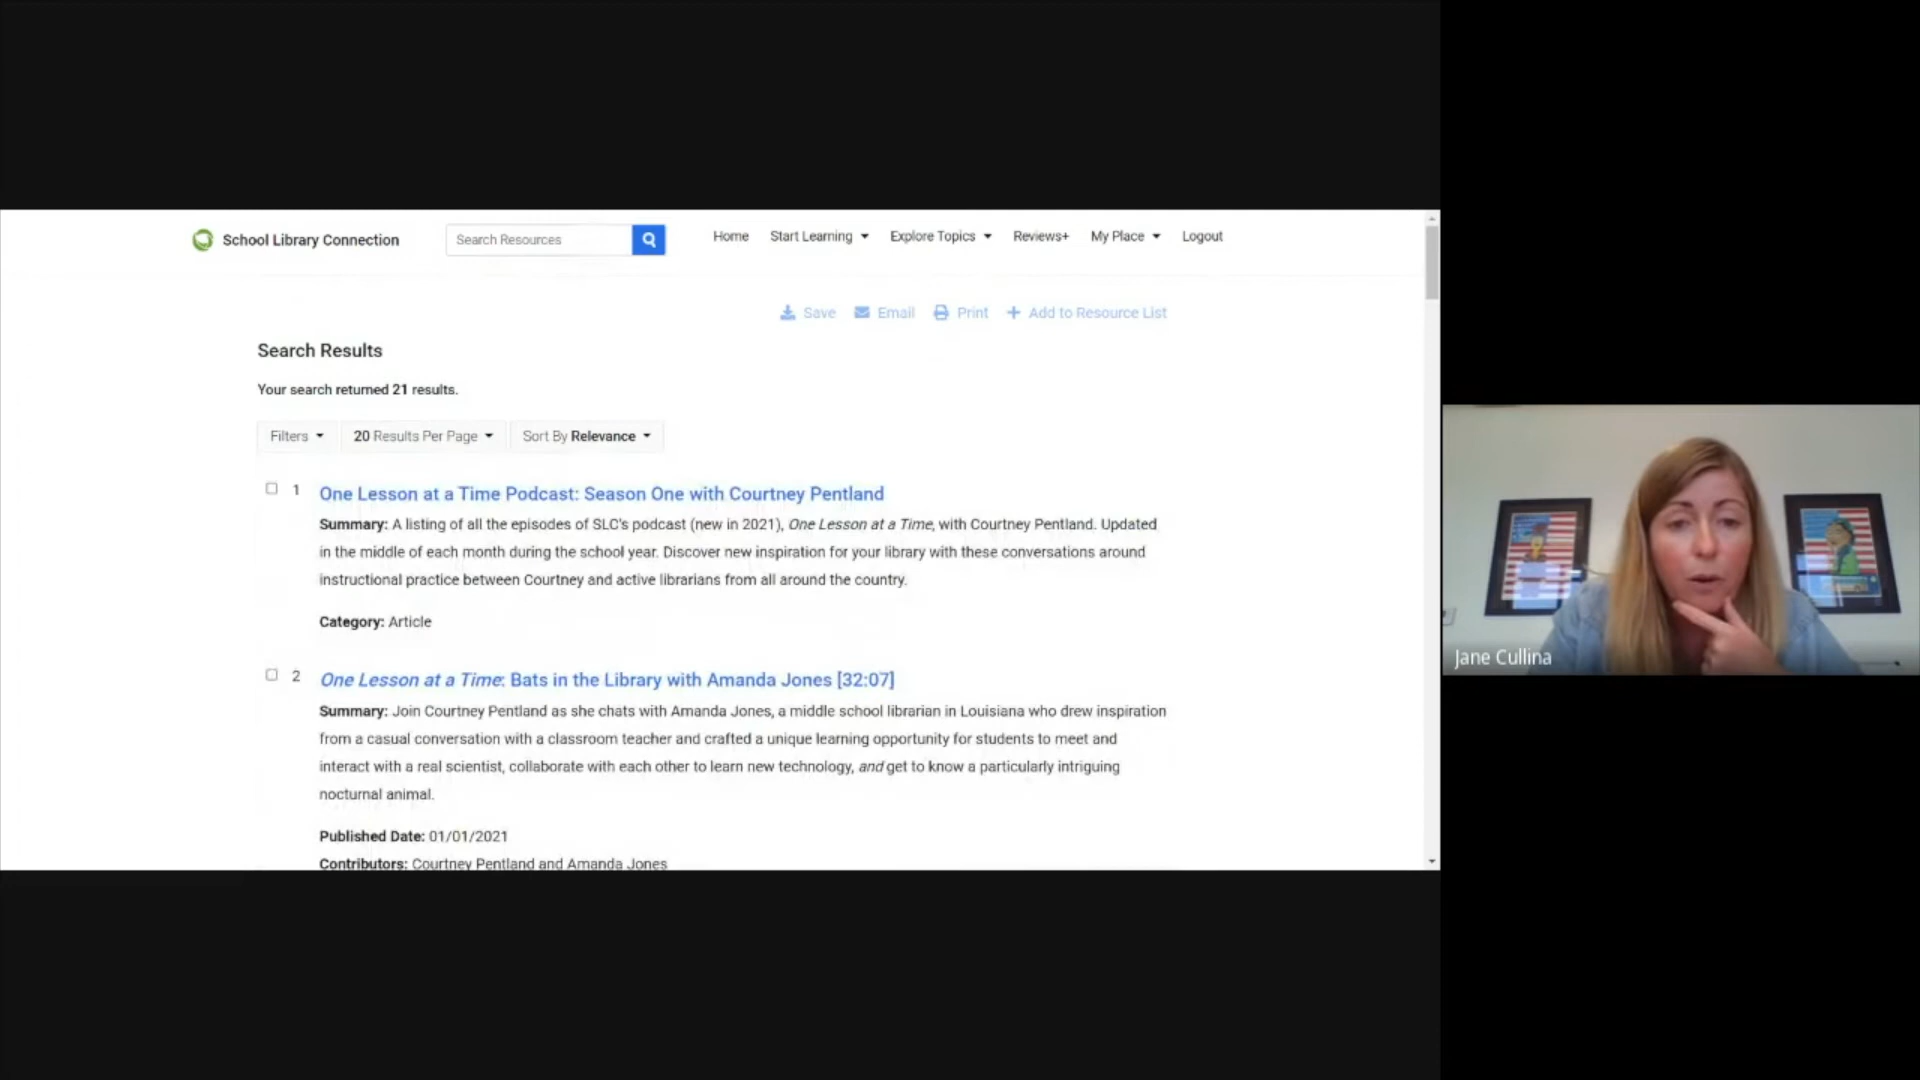 School Library Connection
Search Resources
Home Start Learning Explore Topics Reviews+ My Place Logout
Save Email Print Add to Resource List
Search Results
Your search returned 21 results.
Filters 20 Results Per Page Sort By Relevance
1 One Lesson at a Time Podcast: Season One with Courtney Pentland
Summary: A listing of all the episodes of SLC's podcast (new in 2021), One Lesson at a Time, with Courtney Pentland. Updated
in the middle of each month during the school year. Discover new inspiration for your library with these conversations around
instructional practice between Courtney and active librarians from all around the country.
Category: Article
2 One Lesson at a Time: Bats in the Library with Amanda Jones [32:07]
Summary: Join Courtney Pentland as she chats with Amanda Jones, a middle school librarian in Louisiana who drew inspiration
from a casual conversation with a classroom teacher and crafted a unique learning opportunity for students to meet and
interact with a real scientist, collaborate with each other to learn new technology, and get to know a particularly intriguing
nocturnal animal.
Published Date: 01/01/2021
Contributors: Courtney Pentland and Amanda Jones
Jane Cullina